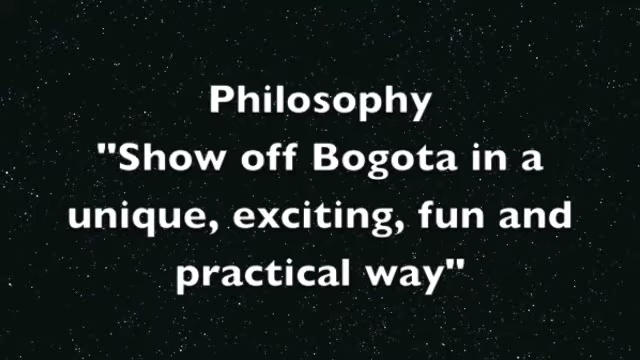 Philosophy
"Show off Bogota in a
unique, exciting, fun and
practical way"